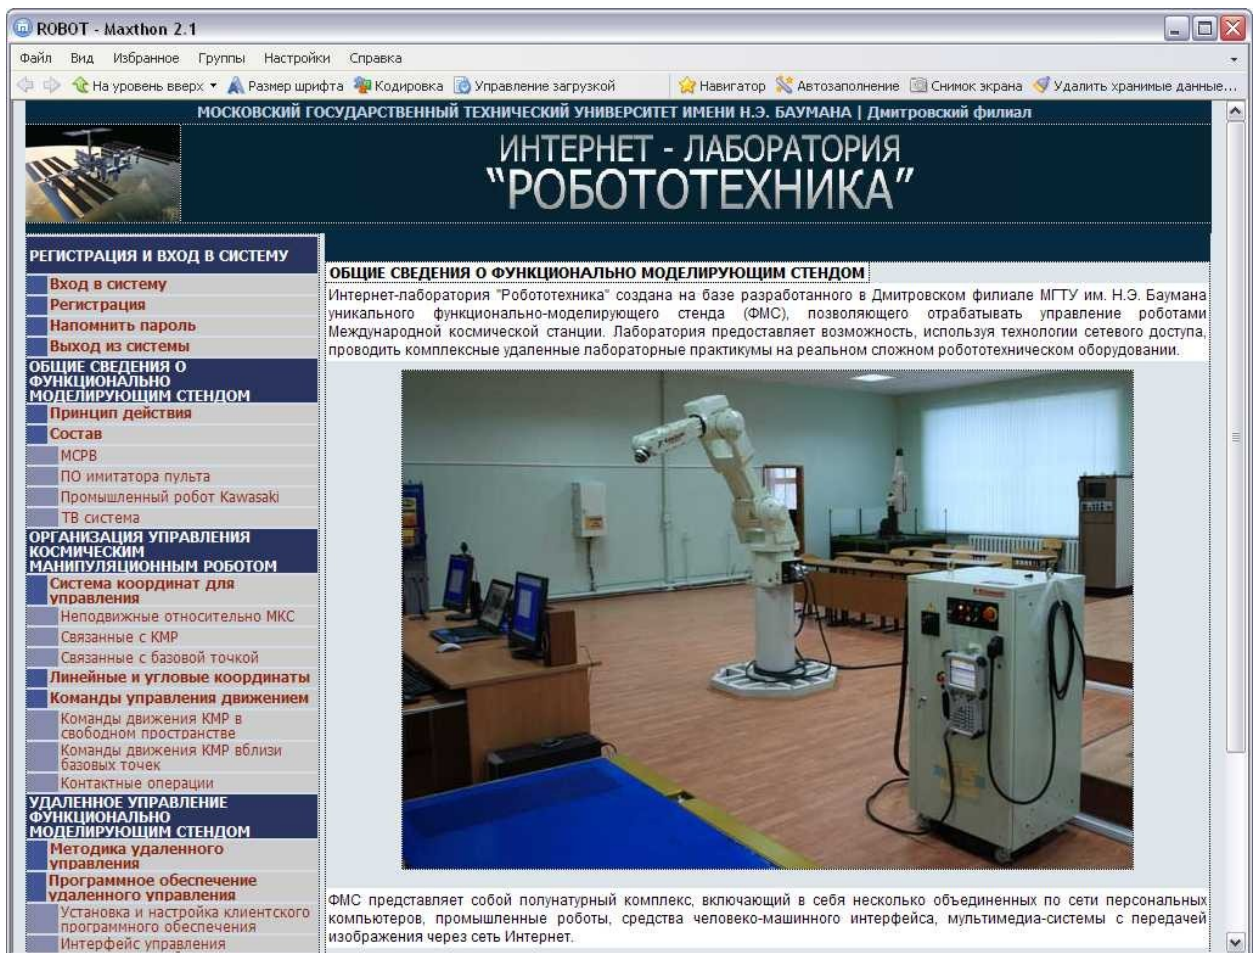 ROBOT - Maxthon 2.1
Файл Вид Избранное Группы Настройки Справка
На уровень вверх Размер шрифта Кодировка Управление загрузкой Навигатор Автозаполнение Снимок экрана Удалить хранимые данные...
МОСКОВСКИЙ ГОСУДАРСТВЕННЫЙ ТЕХНИЧЕСКИЙ УНИВЕРСИТЕТ ИМЕНИ Н.Э. БАУМАНА | Дмитровский филиал
ИНТЕРНЕТ - ЛАБОРАТОРИЯ
"РОБОТОТЕХНИКА"
РЕГИСТРАЦИЯ И ВХОД В СИСТЕМУ
Вход в систему
Регистрация
Напомнить пароль
Выход из системы
ОБЩИЕ СВЕДЕНИЯ О
ФУНКЦИОНАЛЬНО
МОДЕЛИРУЮЩИМ СТЕНДОМ
Принцип действия
Состав
МСРВ
ПО имитатора пульта
Промышленный робот Kawasaki
ТВ система
ОРГАНИЗАЦИЯ УПРАВЛЕНИЯ
КОСМИЧЕСКИМ
МАНИПУЛЯЦИОННЫМ РОБОТОМ
Система координат для
управления
Неподвижные относительно МКС
Связанные с КМР
Связанные с базовой точкой
Линейные и угловые координаты
Команды управления движением
Команды движения КМР в
свободном пространстве
Команды движения КМР вблизи
базовых точек
Контактные операции
УДАЛЕННОЕ УПРАВЛЕНИЕ
ФУНКЦИОНАЛЬНО
МОДЕЛИРУЮЩИМ СТЕНДОМ
Методика удаленного
управления
Программное обеспечение
удаленного управления
Установка и настройка клиентского
программного обеспечения
Интерфейс управления
ОБЩИЕ СВЕДЕНИЯ О ФУНКЦИОНАЛЬНО МОДЕЛИРУЮЩИМ СТЕНДОМ
Интернет-лаборатория "Робототехника" создана на базе разработанного в Дмитровском филиале МГТУ им. Н.Э. Баумана
уникального функционально-моделирующего стенда (ФМС), позволяющего отрабатывать управление роботами
Международной космической станции. Лаборатория предоставляет возможность, используя технологии сетевого доступа,
проводить комплексные удаленные лабораторные практикумы на реальном сложном робототехническом оборудовании.
ФМС представляет собой полунатурный комплекс, включающий в себя несколько объединенных по сети персональных
компьютеров, промышленные роботы, средства человеко-машинного интерфейса, мультимедиа-системы с передачей
изображения через сеть Интернет.